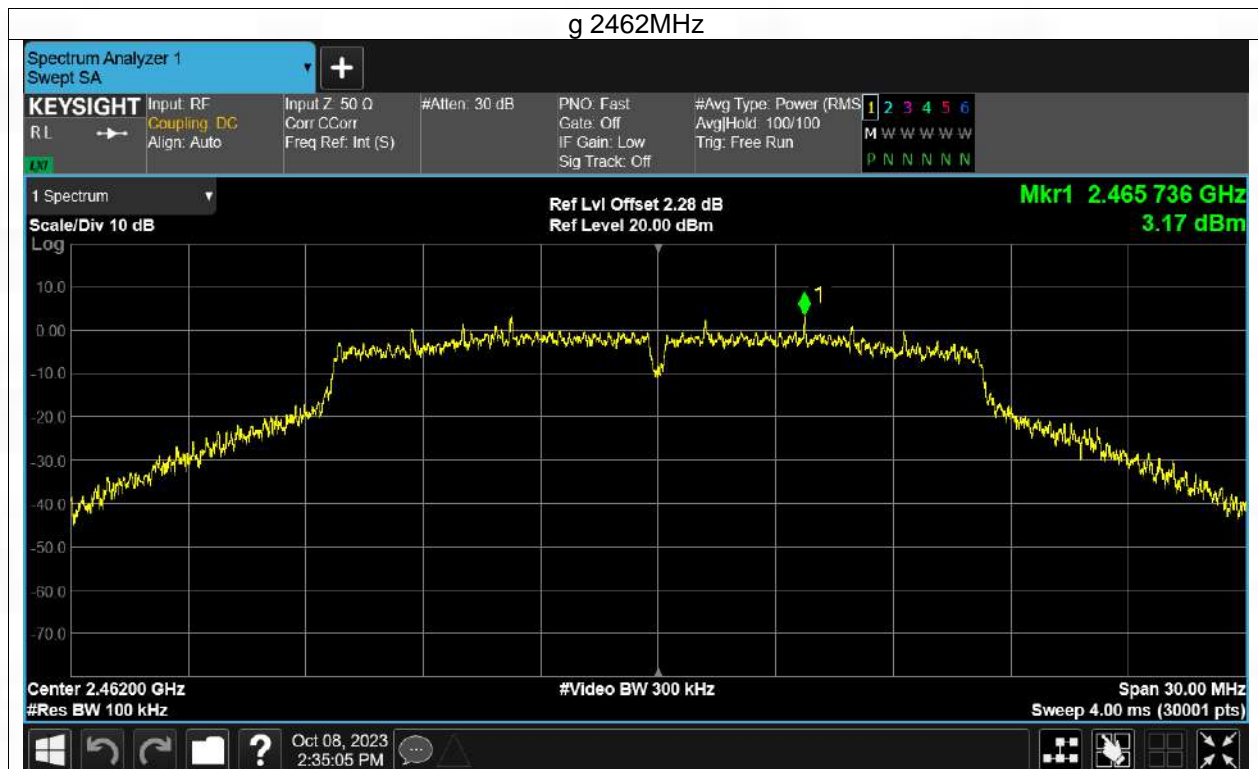 g 2462MHz
Spectrum Analyzer 1
Swept SA
+
KEYSIGHT
R L
LXI
Input: RF
Coupling: DC
Align: Auto
Input Z: 50 Ω
Corr CCorr
Freq Ref: Int (S)
#Atten: 30 dB
PNO: Fast
Gate: Off
IF Gain: Low
Sig Track: Off
#Avg Type: Power (RMS
Avg|Hold: 100/100
Trig: Free Run
1 2 3 4 5 6
M W W W W W
P N N N N N
1 Spectrum
Scale/Div 10 dB
Ref Lvl Offset 2.28 dB
Ref Level 20.00 dBm
Mkr1 2.465 736 GHz
3.17 dBm
Log
10.0
0.00
-10.0
-20.0
-30.0
-40.0
-50.0
-60.0
-70.0
1
Center 2.46200 GHz
#Res BW 100 kHz
#Video BW 300 kHz
Span 30.00 MHz
Sweep 4.00 ms (30001 pts)
?
Oct 08, 2023
2:35:05 PM